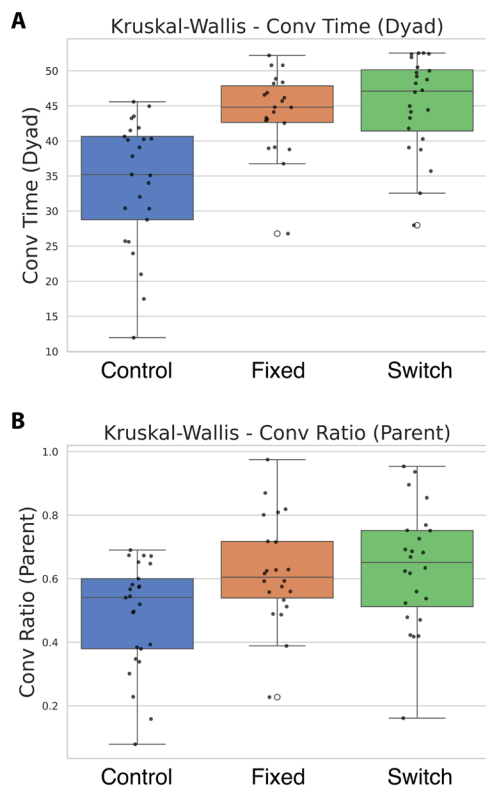 A
Kruskal-Wallis - Conv Time (Dyad)
Conv Time (Dyad)
50
45
40
35
30
25
20
15
10
Control Fixed Switch
B
Kruskal-Wallis - Conv Ratio (Parent)
Conv Ratio (Parent)
1.0
0.8
0.6
0.4
0.2
Control Fixed Switch